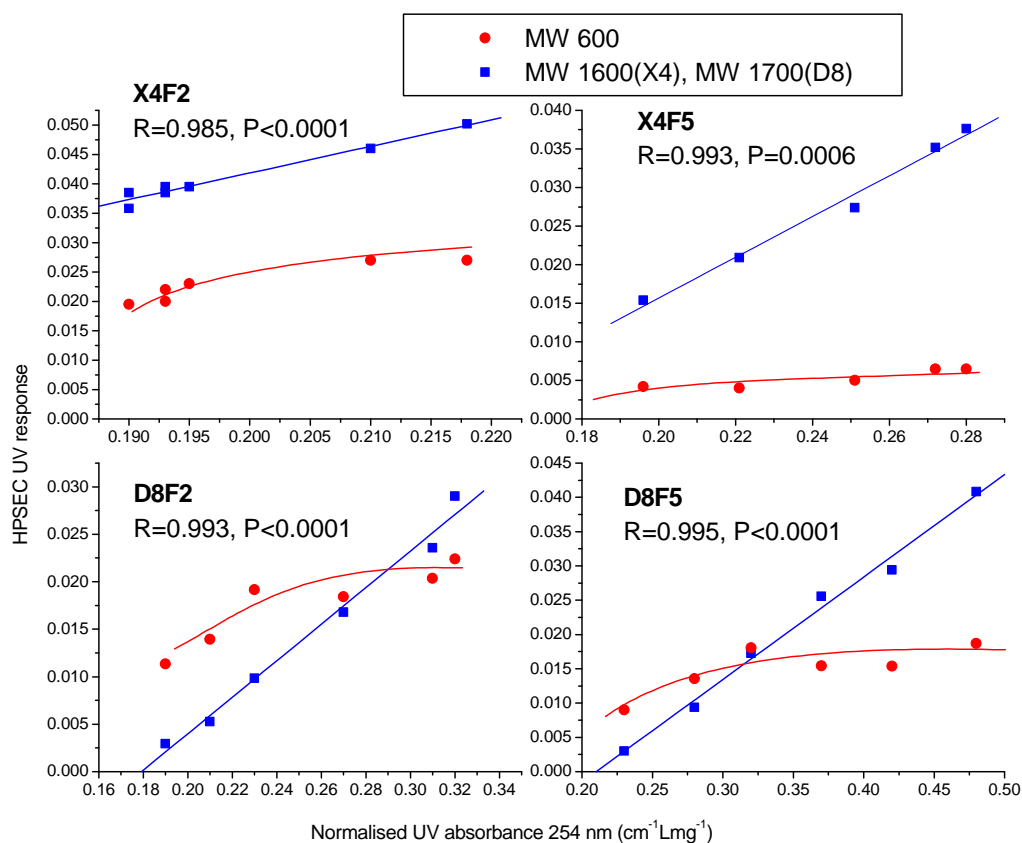 MW 600
MW 1600(X4), MW 1700(D8)
X4F2
R=0.985, P<0.0001
0.050
0.045
0.040
0.035
0.030
0.025
0.020
0.015
0.010
0.005
0.000
0.190 0.195 0.200 0.205 0.210 0.215 0.220
X4F5
R=0.993, P=0.0006
0.040
0.035
0.030
0.025
0.020
0.015
0.010
0.005
0.000
0.18 0.20 0.22 0.24 0.26 0.28
HPSEC UV response
D8F2
R=0.993, P<0.0001
0.030
0.025
0.020
0.015
0.010
0.005
0.000
0.16 0.18 0.20 0.22 0.24 0.26 0.28 0.30 0.32 0.34
D8F5
R=0.995, P<0.0001
0.045
0.040
0.035
0.030
0.025
0.020
0.015
0.010
0.005
0.000
0.20 0.25 0.30 0.35 0.40 0.45 0.50
Normalised UV absorbance 254 nm (cm⁻¹Lmg⁻¹)